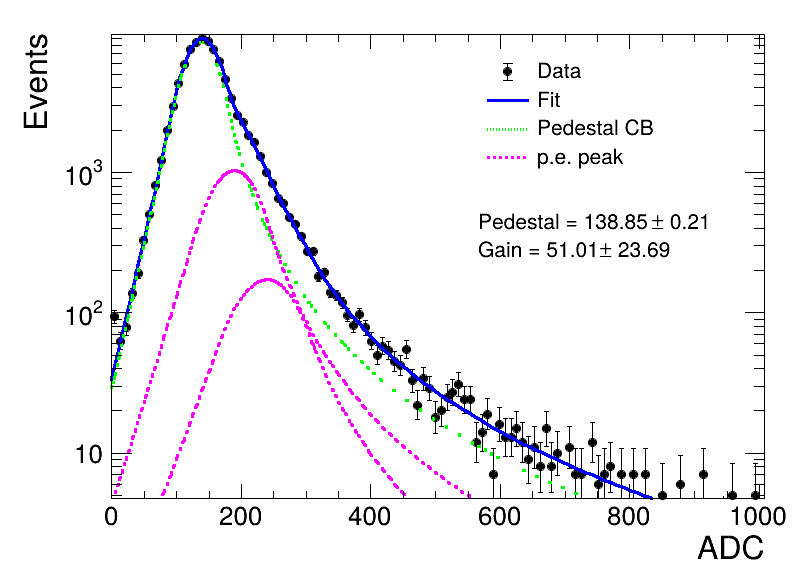 Events
Data
Fit
Pedestal CB
p.e. peak
10³
Pedestal = 138.85± 0.21
Gain = 51.01± 23.69
10²
10
0 200 400 600 800 1000
ADC